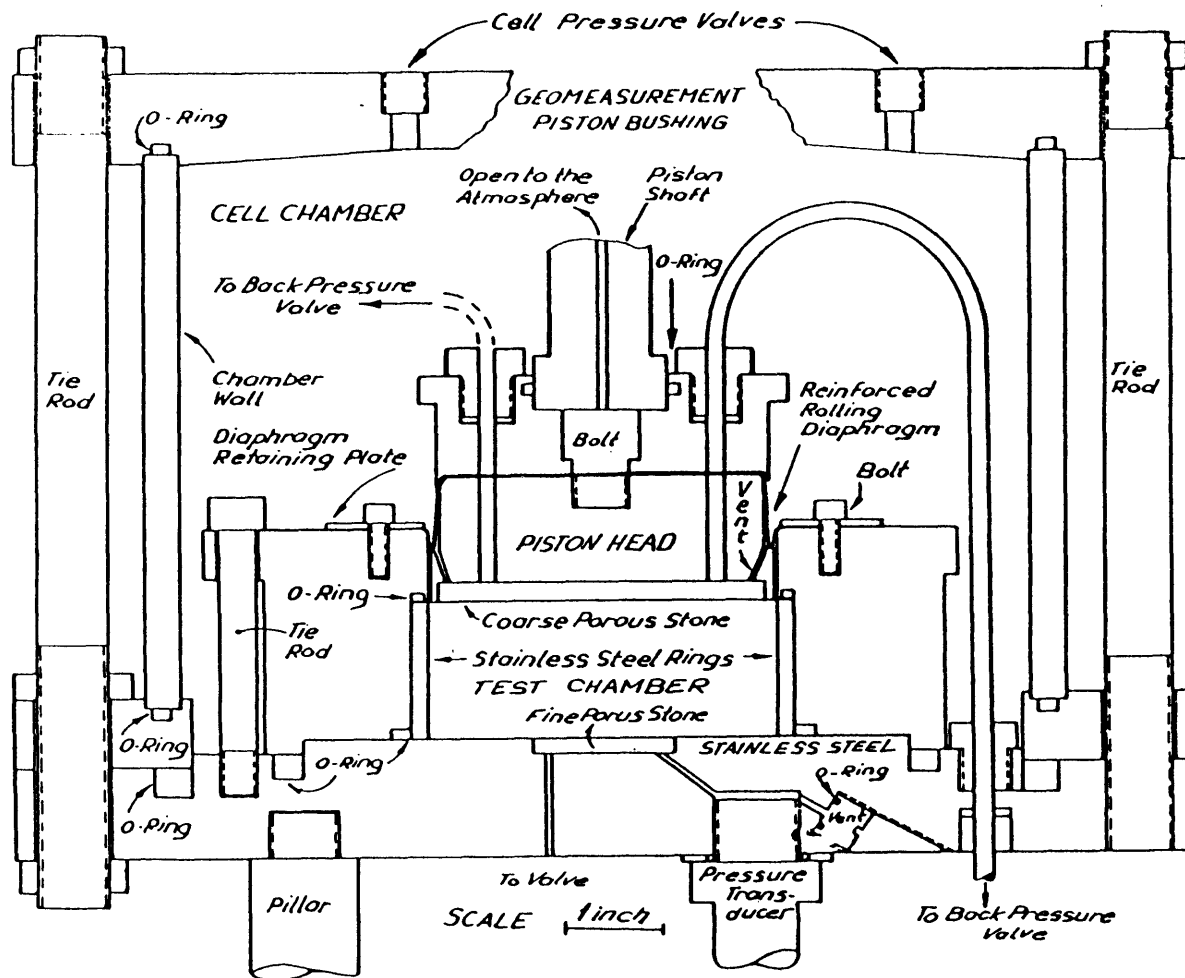 Cell Pressure Valves
GEOMEASUREMENT
PISTON BUSHING
O-Ring
Open to the
Atmosphere
Piston
Shaft
CELL CHAMBER
O-Ring
To Back Pressure
Valve
Tie
Rod
Chamber
Wall
Diaphragm
Retaining Plate
Bolt
Reinforced
Rolling
Diaphragm
Bolt
Tie
Rod
Vent
PISTON HEAD
O-Ring
Coarse Porous Stone
Tie
Rod
Stainless Steel Rings
TEST CHAMBER
Fine Porus Stone
STAINLESS STEEL
O-Ring
O-Ring
O-Ring
O-Ring
Vent
To Valve
Pressure
Trans-
ducer
Pillar
SCALE 1 inch
To Back Pressure
Valve